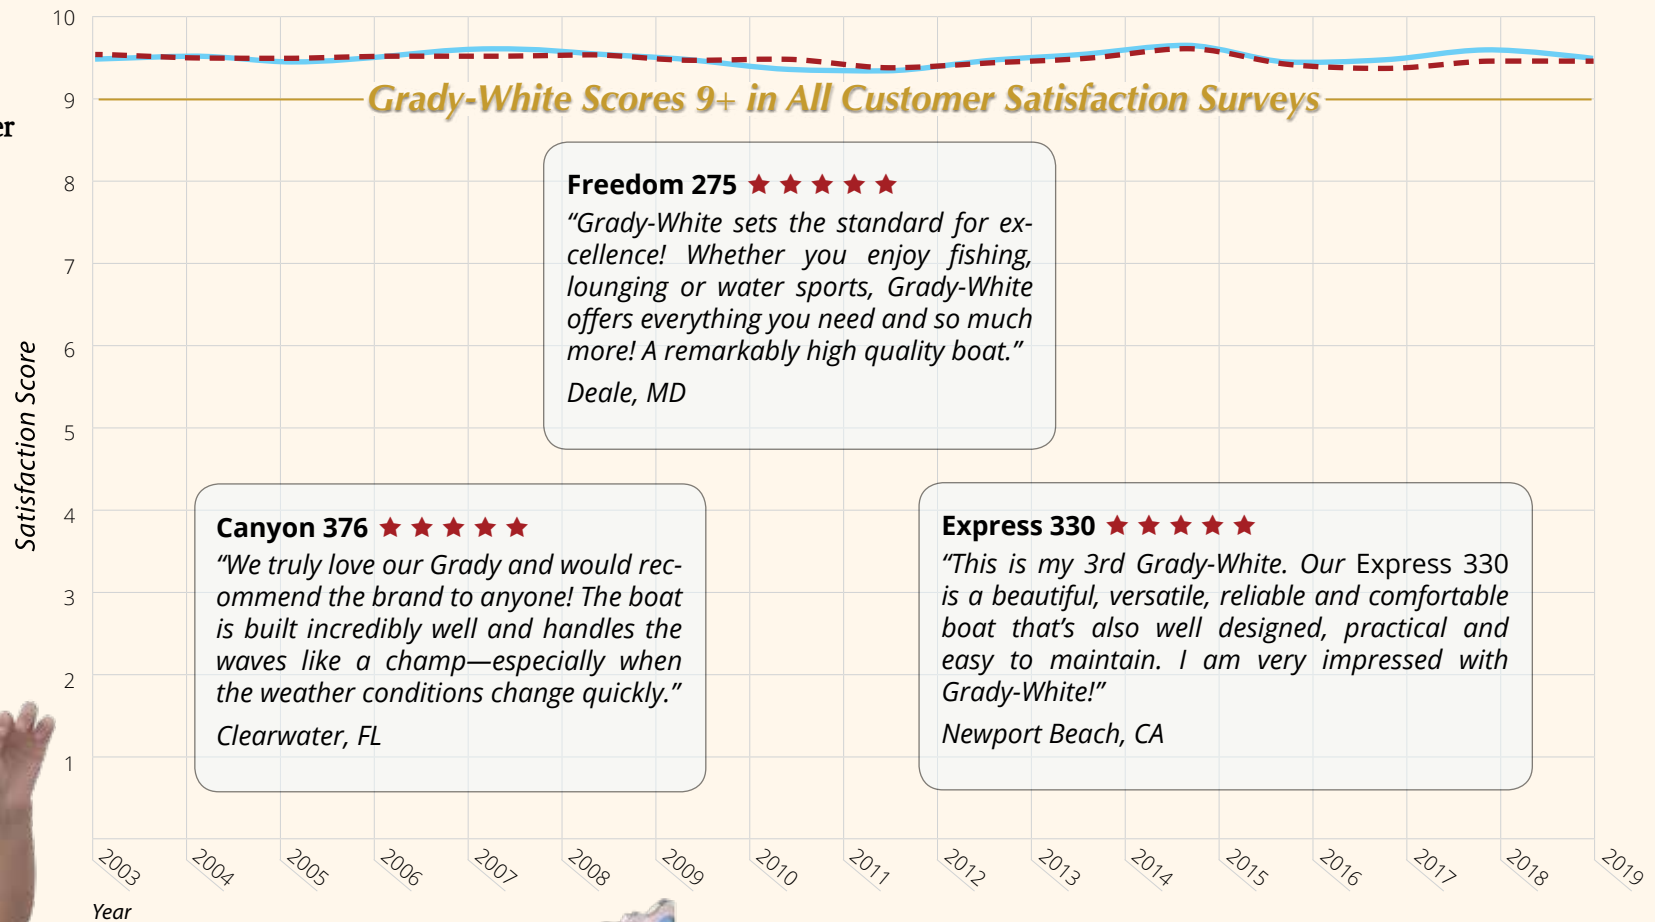 10
9
8
7
6
5
4
3
2
1
er
Satisfaction Score
Grady-White Scores 9+ in All Customer Satisfaction Surveys
Freedom 275
“Grady-White sets the standard for ex-
cellence! Whether you enjoy fishing,
lounging or water sports, Grady-White
offers everything you need and so much
more! A remarkably high quality boat.”
Deale, MD
Canyon 376
“We truly love our Grady and would rec-
ommend the brand to anyone! The boat
is built incredibly well and handles the
waves like a champ—especially when
the weather conditions change quickly.”
Clearwater, FL
Express 330
“This is my 3rd Grady-White. Our Express 330
is a beautiful, versatile, reliable and comfortable
boat that’s also well designed, practical and
easy to maintain. I am very impressed with
Grady-White!”
Newport Beach, CA
2003 2004 2005 2006 2007 2008 2009 2010 2011 2012 2013 2014 2015 2016 2017 2018 2019
Year